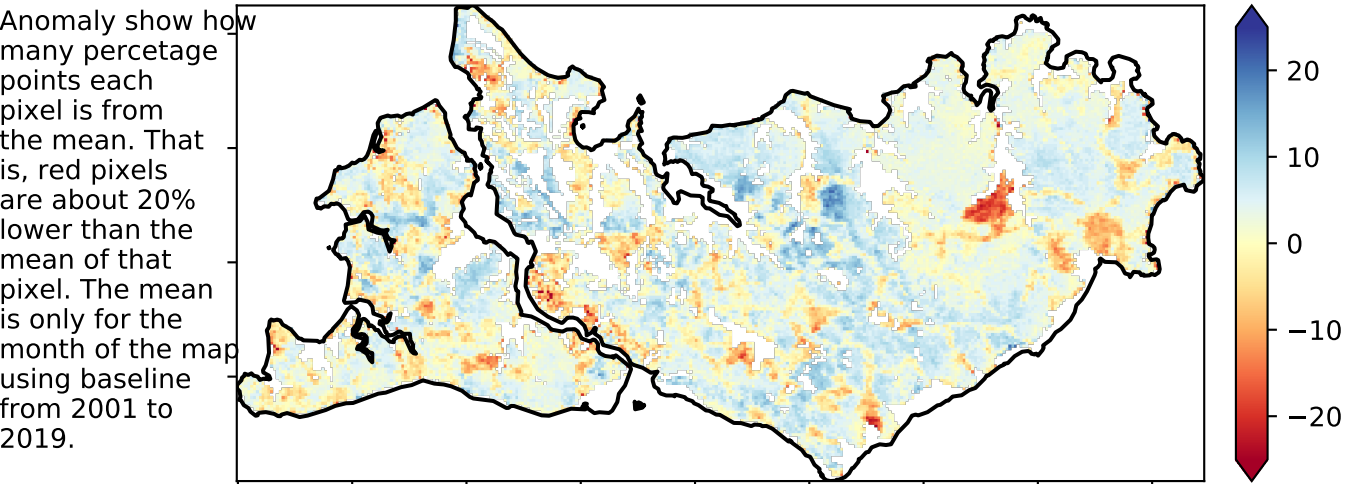 Anomaly show how
many percetage
points each
pixel is from
the mean. That
is, red pixels
are about 20%
lower than the
mean of that
pixel. The mean
is only for the
month of the map
using baseline
from 2001 to
2019.
20
10
0
−10
−20